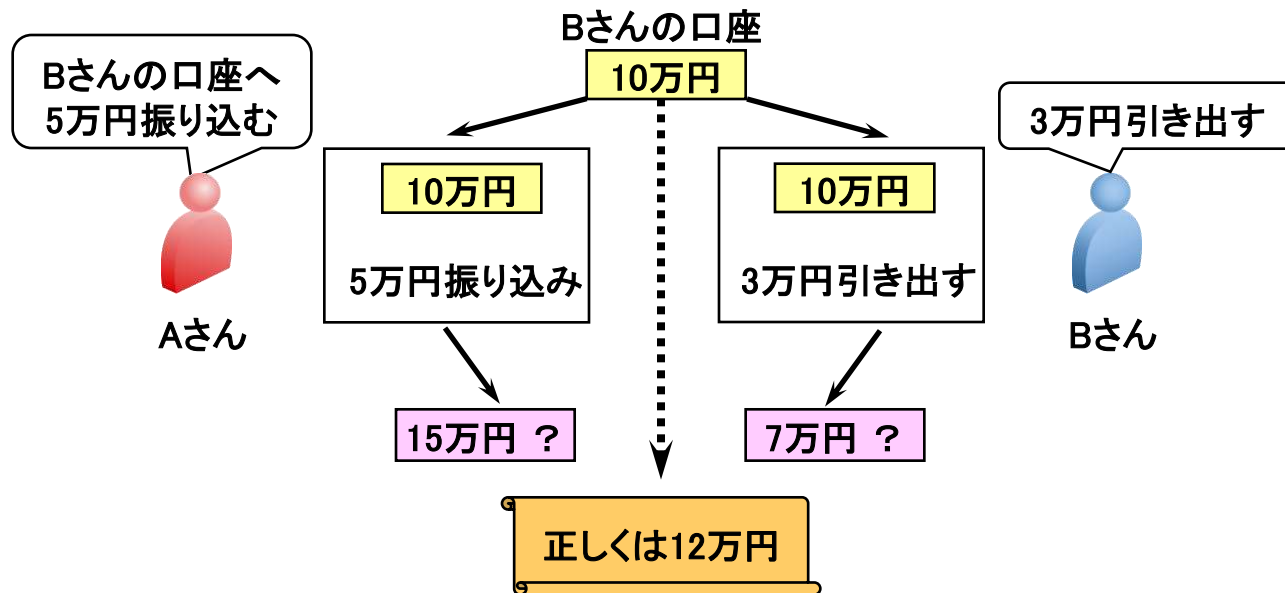 Bさんの口座
10万円
Bさんの口座へ
5万円振り込む
3万円引き出す
10万円
5万円振り込み
10万円
3万円引き出す
Aさん
Bさん
15万円 ?
7万円 ?
正しくは12万円